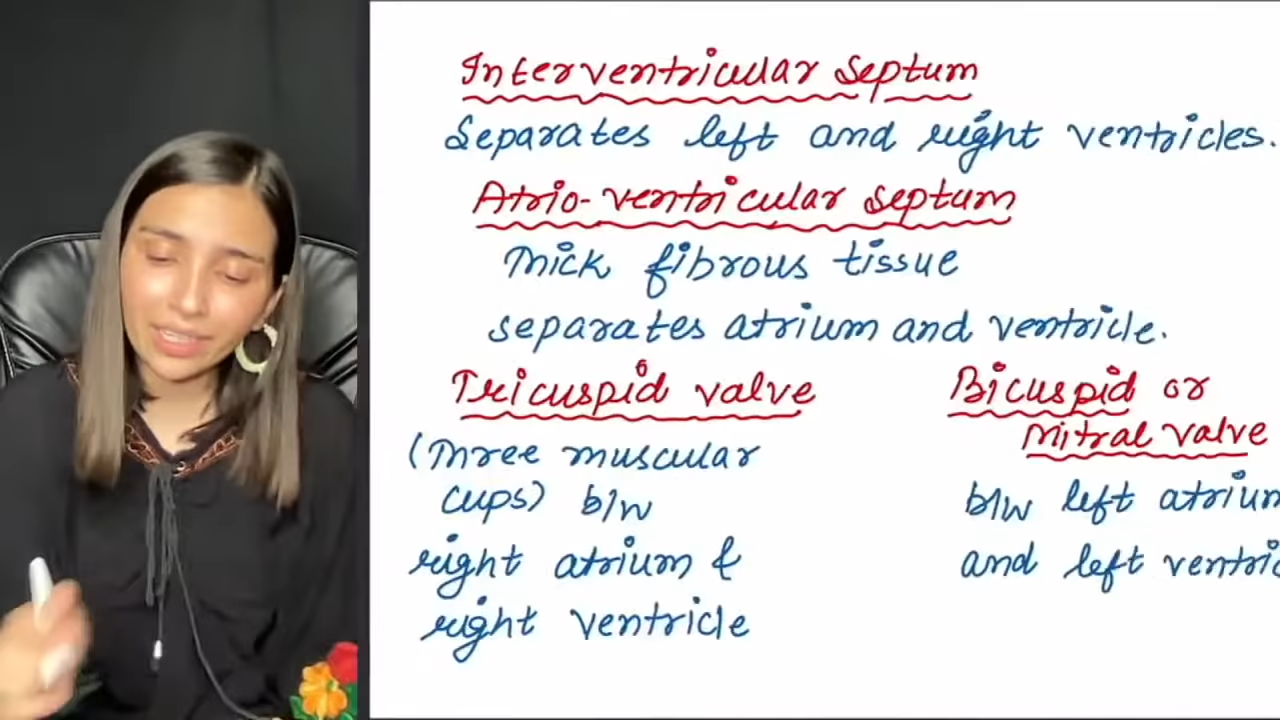 Interventricular Septum
Separates left and right ventricles.
Atrio-ventricular Septum
Thick fibrous tissue
separates atrium and ventricle.
Tricuspid valve
(Three muscular
cups) b/w
right atrium &
right ventricle
Bicuspid or
Mitral valve
b/w left atrium
and left ventric